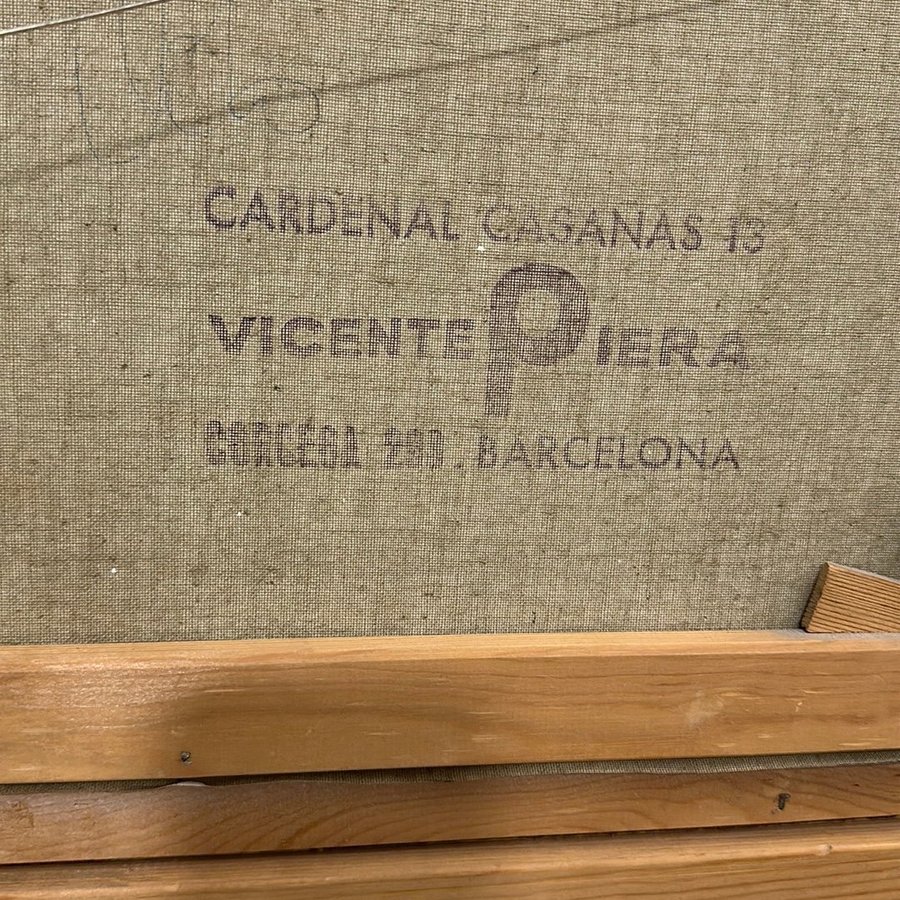 CARDENAL CASANAS 13
VICENTE PIERA
BARCELONA